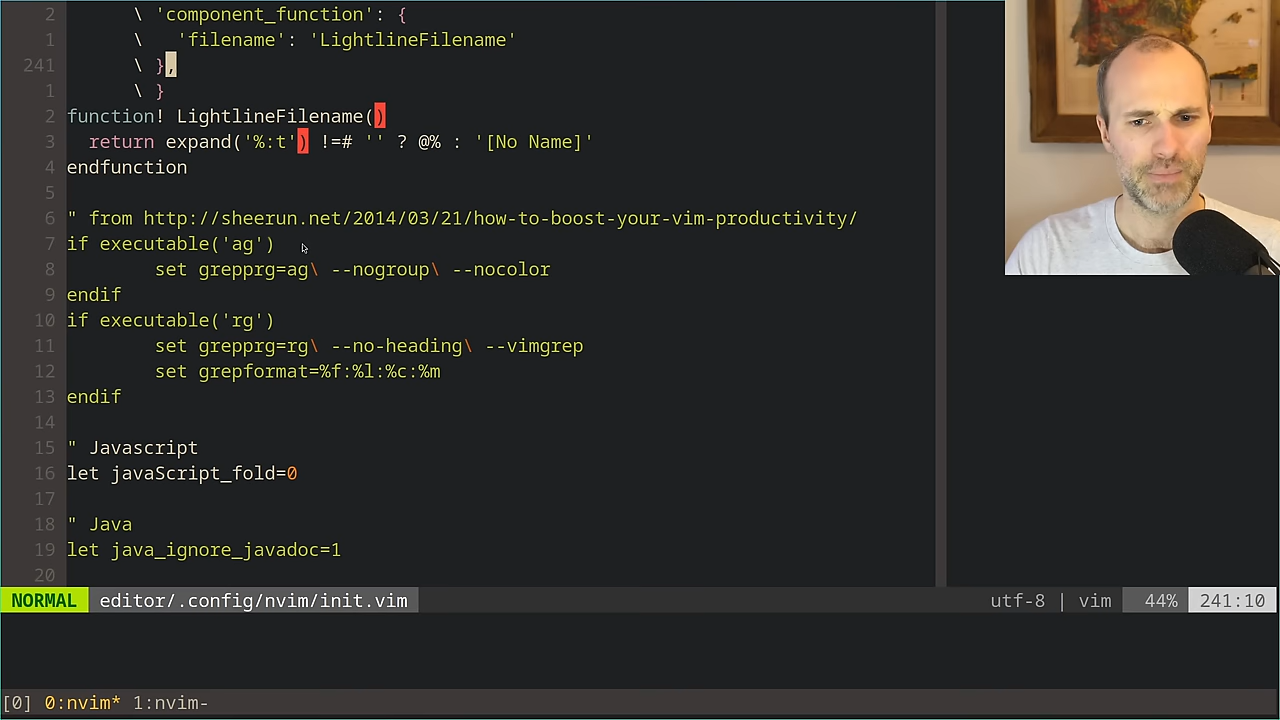 2 \ 'component_function': {
1 \ 'filename': 'LightlineFilename'
241 \ },
1 \ }
2 function! LightlineFilename()
3 return expand('%:t') !=# '' ? @% : '[No Name]'
4 endfunction
5
6 " from http://sheerun.net/2014/03/21/how-to-boost-your-vim-productivity/
7 if executable('ag')
8 set grepprg=ag\ --nogroup\ --nocolor
9 endif
10 if executable('rg')
11 set grepprg=rg\ --no-heading\ --vimgrep
12 set grepformat=%f:%l:%c:%m
13 endif
14
15 " Javascript
16 let javaScript_fold=0
17
18 " Java
19 let java_ignore_javadoc=1
20
NORMAL editor/.config/nvim/init.vim utf-8 | vim 44% 241:10
[0] 0:nvim* 1:nvim-